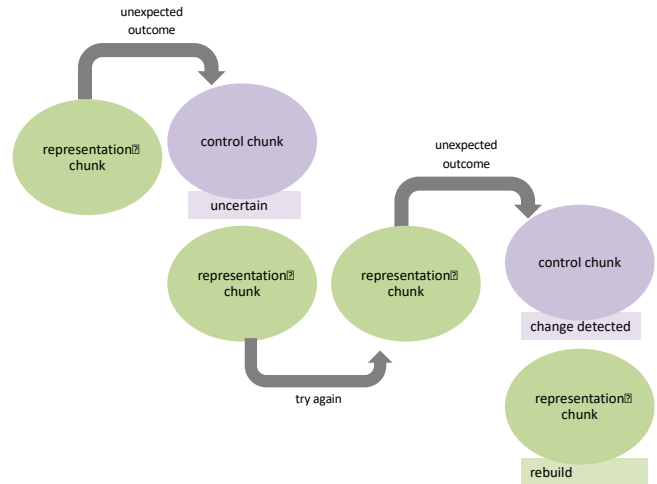 unexpected
outcome
representation⍰
chunk
control chunk
uncertain
unexpected
outcome
representation⍰
chunk
representation⍰
chunk
control chunk
change detected
try again
representation⍰
chunk
rebuild